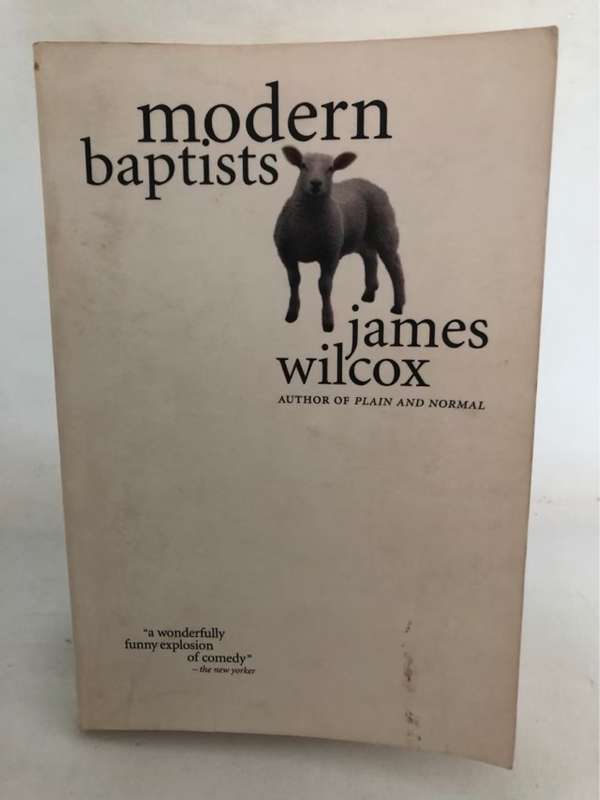 modern
baptists
james
wilcox
AUTHOR OF PLAIN AND NORMAL
"a wonderfully
funny explosion
of comedy"
– the new yorker